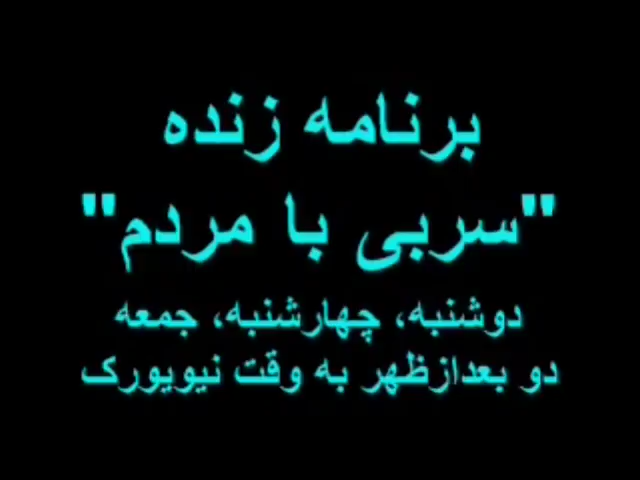 برنامه زنده
"سربی با مردم"
دوشنبه، چهارشنبه، جمعه
دو بعدازظهر به وقت نیویورک